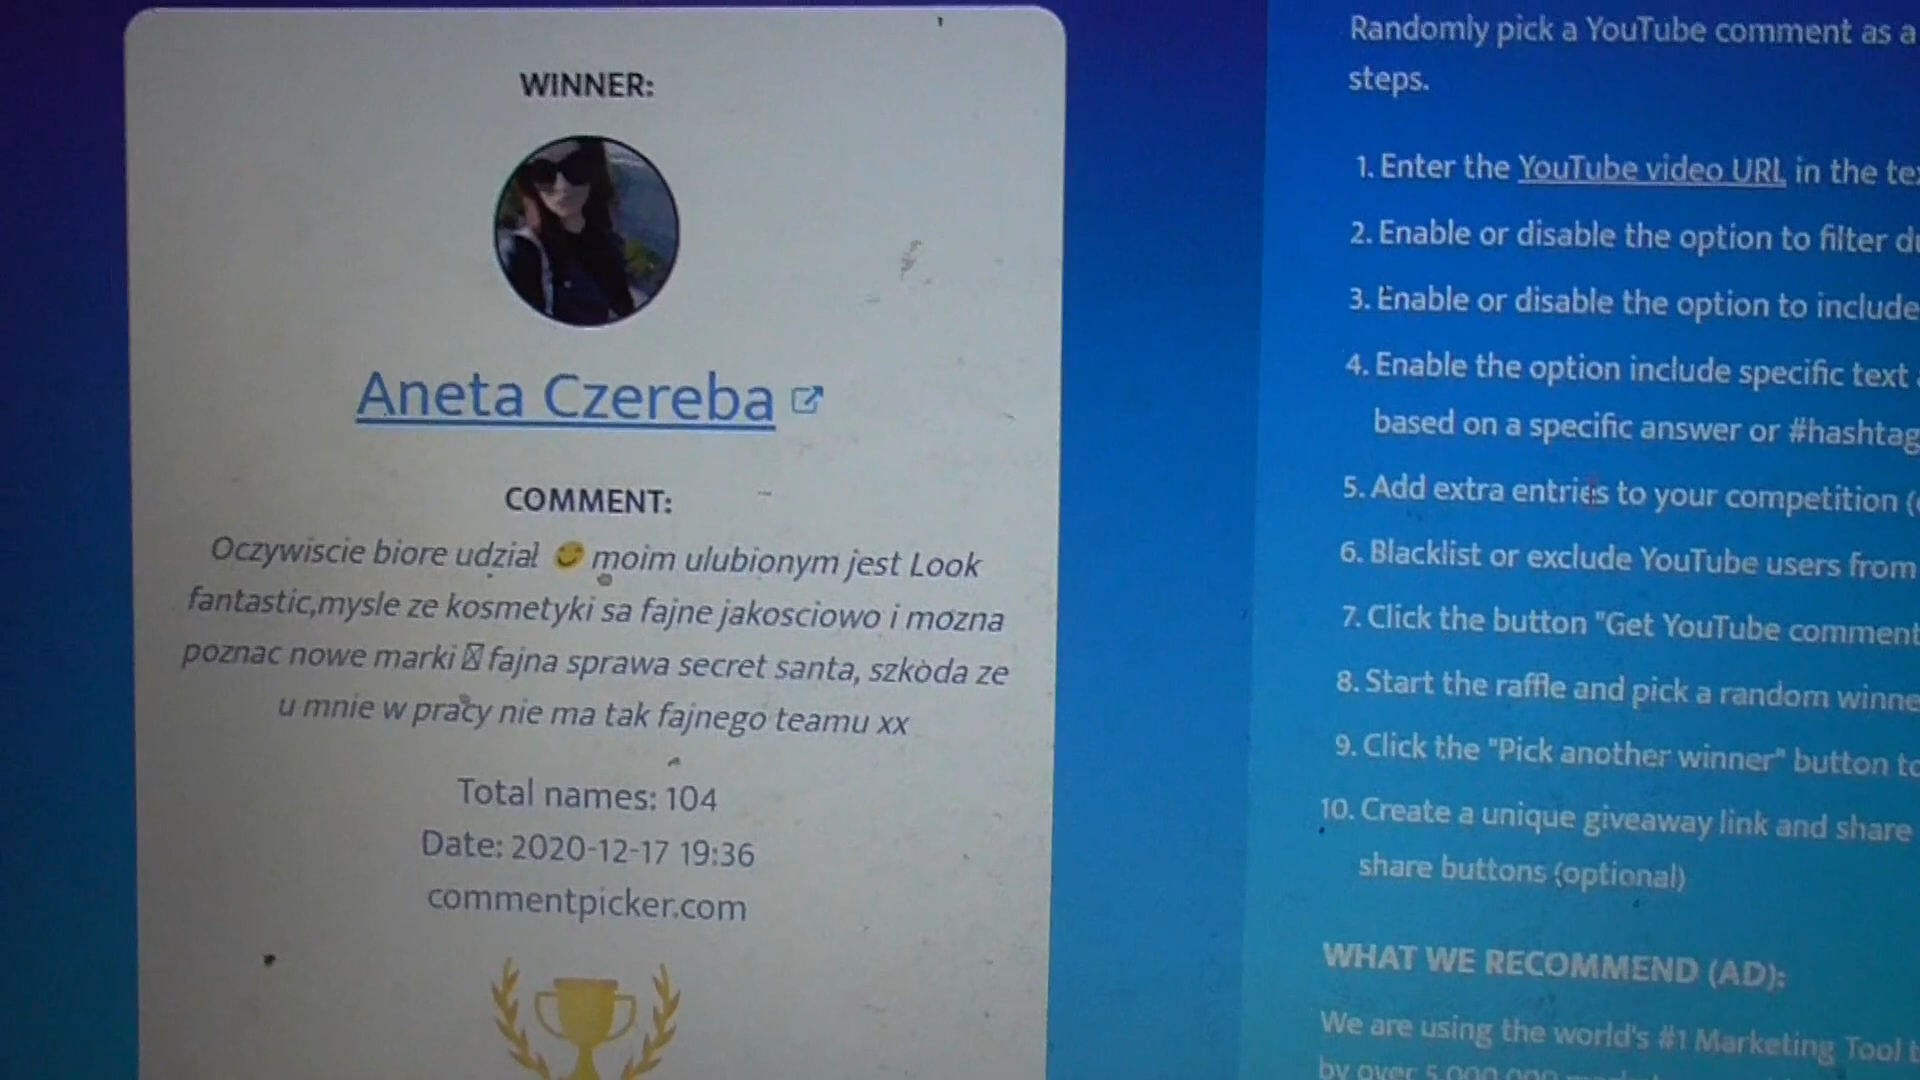 WINNER:
Aneta Czereba
COMMENT:
Oczywiscie biore udział 😉 moim ulubionym jest Look
fantastic,mysle ze kosmetyki sa fajne jakosciowo i mozna
poznac nowe marki fajna sprawa secret santa, szkoda ze
u mnie w pracy nie ma tak fajnego teamu xx
Total names: 104
Date: 2020-12-17 19:36
commentpicker.com
Randomly pick a YouTube comment as a
steps.
1. Enter the YouTube video URL in the
2. Enable or disable the option to filter
3. Enable or disable the option to include
4. Enable the option include specific text
based on a specific answer or #hashtag
5. Add extra entries to your competition
6. Blacklist or exclude YouTube users from
7. Click the button "Get YouTube comment
8. Start the raffle and pick a random
9. Click the "Pick another winner" button
10. Create a unique giveaway link and share
share buttons (optional)
WHAT WE RECOMMEND (AD):
We are using the world's #1 Marketing Tool
by over 5,000,000